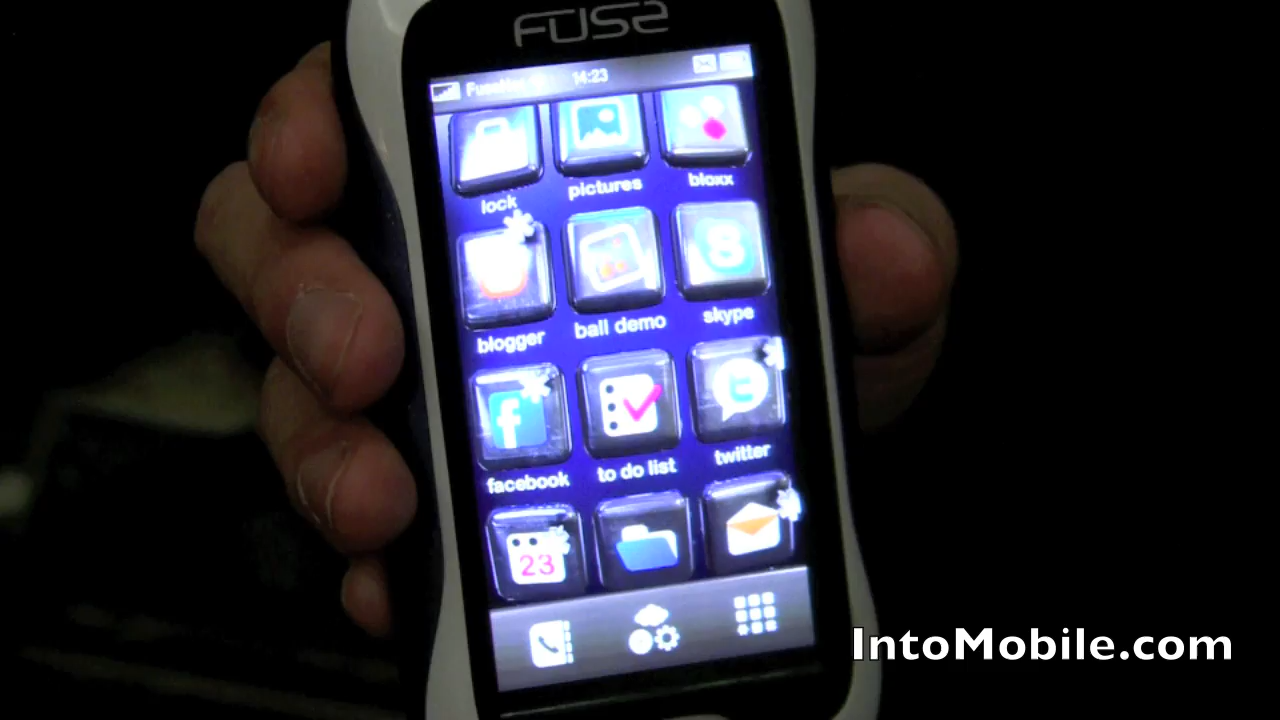 FUSE
14:23
lock
pictures
bloxx
blogger
ball demo
skype
facebook
to do list
twitter
23
IntoMobile.com